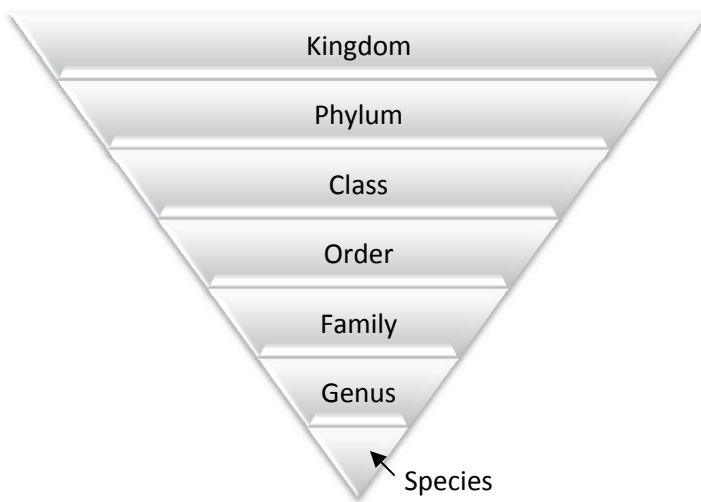 Kingdom
Phylum
Class
Order
Family
Genus
Species